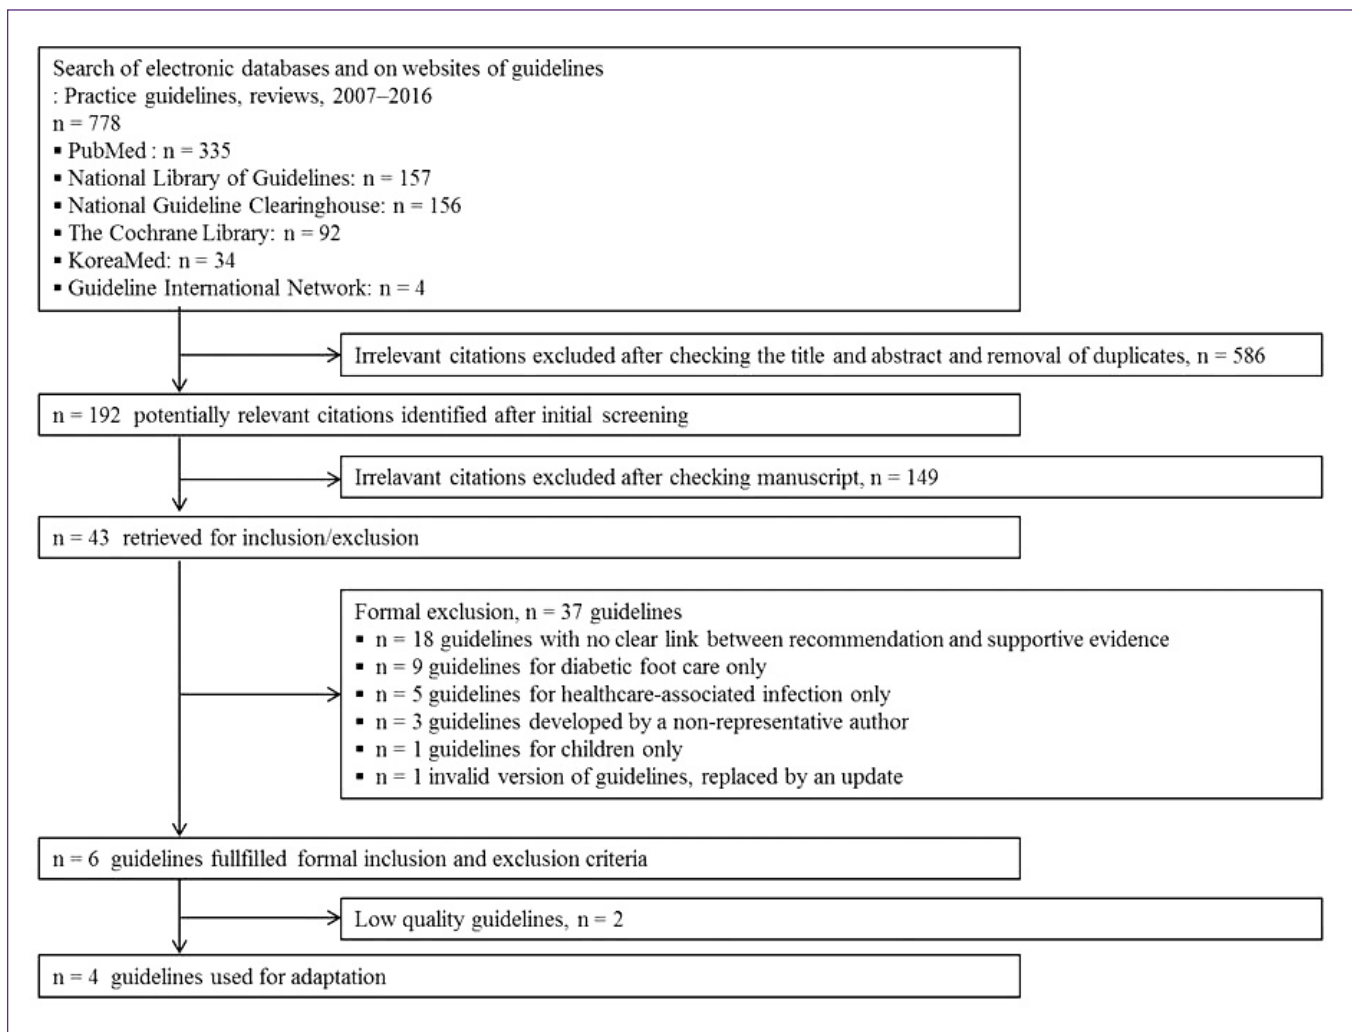 Search of electronic databases and on websites of guidelines
: Practice guidelines, reviews, 2007–2016
n = 778
▪ PubMed : n = 335
▪ National Library of Guidelines: n = 157
▪ National Guideline Clearinghouse: n = 156
▪ The Cochrane Library: n = 92
▪ KoreaMed: n = 34
▪ Guideline International Network: n = 4
Irrelevant citations excluded after checking the title and abstract and removal of duplicates, n = 586
n = 192 potentially relevant citations identified after initial screening
Irrelavant citations excluded after checking manuscript, n = 149
n = 43 retrieved for inclusion/exclusion
Formal exclusion, n = 37 guidelines
▪ n = 18 guidelines with no clear link between recommendation and supportive evidence
▪ n = 9 guidelines for diabetic foot care only
▪ n = 5 guidelines for healthcare-associated infection only
▪ n = 3 guidelines developed by a non-representative author
▪ n = 1 guidelines for children only
▪ n = 1 invalid version of guidelines, replaced by an update
n = 6 guidelines fullfilled formal inclusion and exclusion criteria
Low quality guidelines, n = 2
n = 4 guidelines used for adaptation